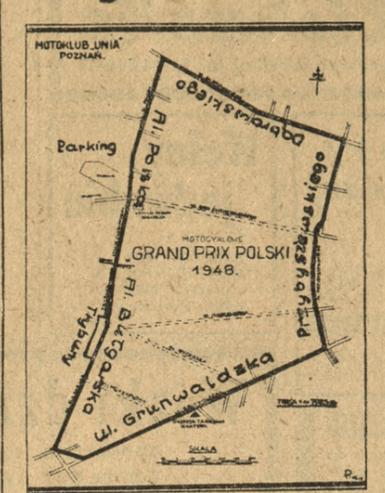 MOTOKLUB „UNIA"
POZNAŃ.
Dąbrowskiego
Parking
Al. Polska
Przybyszewskiego
MOTOCYKLOWE
GRAND PRIX POLSKI
1948.
Al. Bułgarska
Trybuny
Ul. Grunwaldzka
SKALA